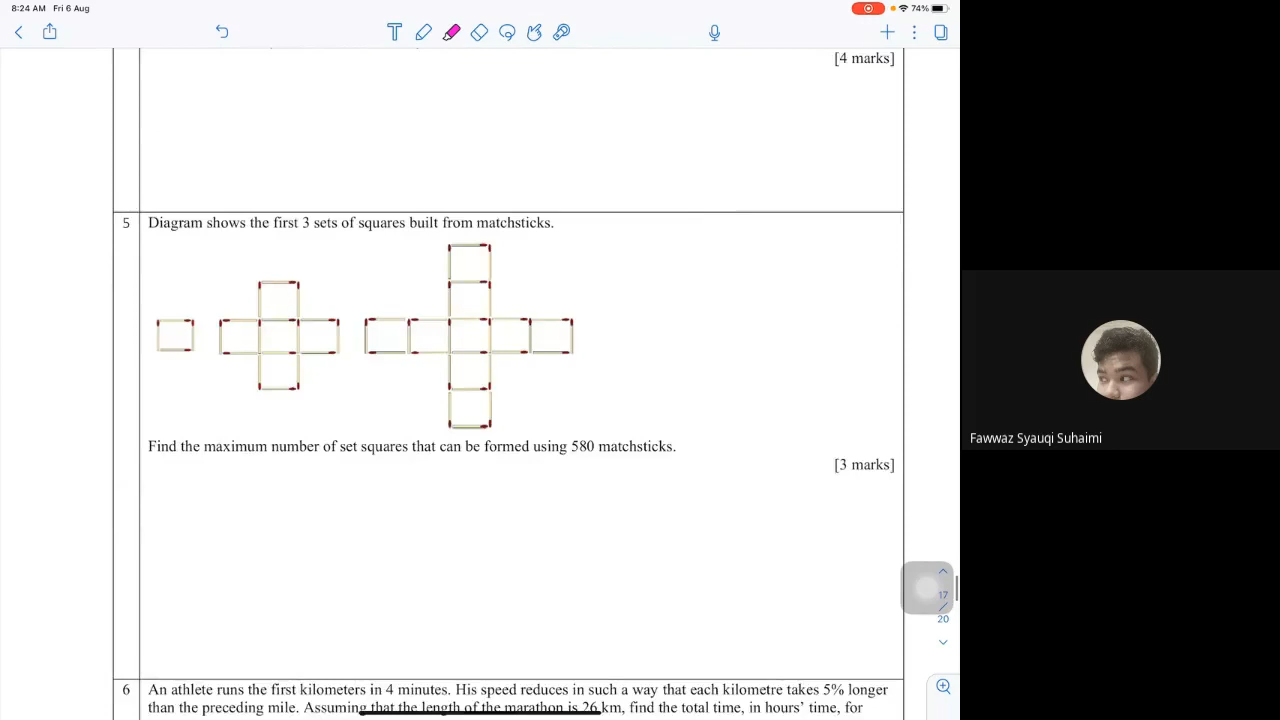 8:24 AM Fri 6 Aug
74%
[4 marks]
5 Diagram shows the first 3 sets of squares built from matchsticks.
Find the maximum number of set squares that can be formed using 580 matchsticks.
[3 marks]
Fawwaz Syauqi Suhaimi
17
/
20
6 An athlete runs the first kilometers in 4 minutes. His speed reduces in such a way that each kilometre takes 5% longer
than the preceding mile. Assuming that the length of the marathon is 26 km, find the total time, in hours' time, for